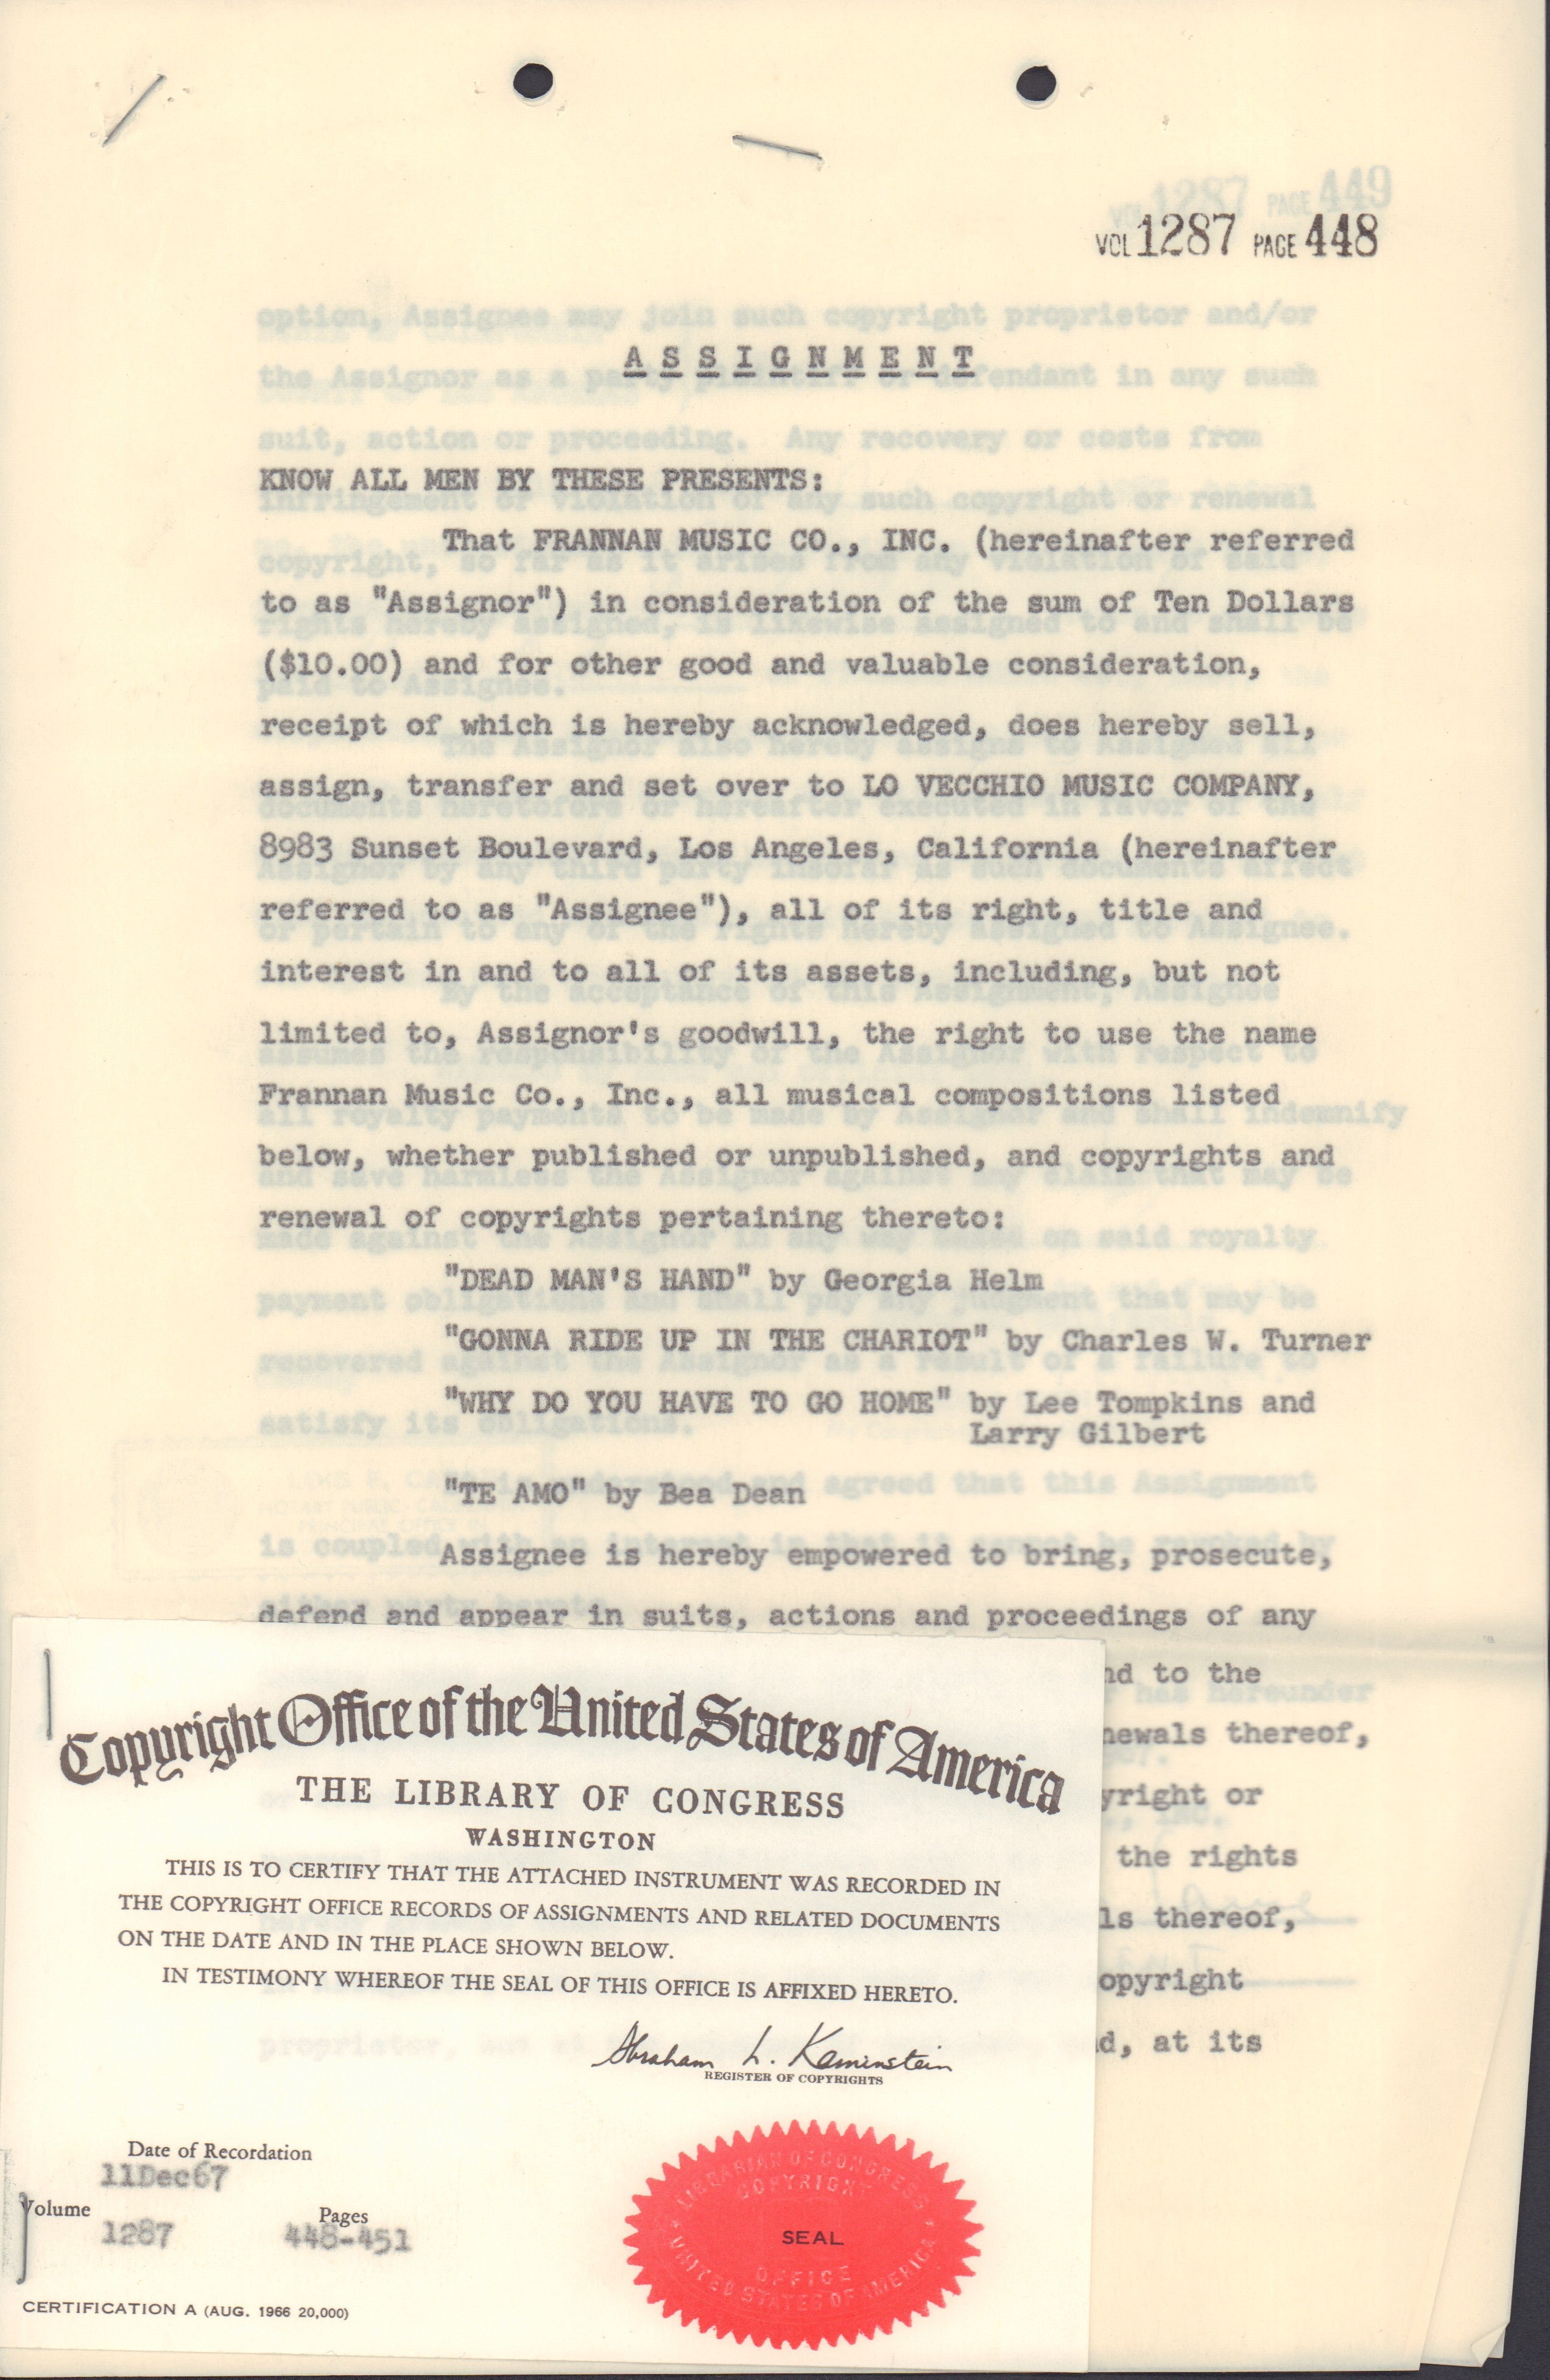 VOL 1287 PAGE 449
VOL 1287 PAGE 448
ASSIGNMENT
KNOW ALL MEN BY THESE PRESENTS:
That FRANNAN MUSIC CO., INC. (hereinafter referred
to as "Assignor") in consideration of the sum of Ten Dollars
($10.00) and for other good and valuable consideration,
receipt of which is hereby acknowledged, does hereby sell,
assign, transfer and set over to LO VECCHIO MUSIC COMPANY,
8983 Sunset Boulevard, Los Angeles, California (hereinafter
referred to as "Assignee"), all of its right, title and
interest in and to all of its assets, including, but not
limited to, Assignor's goodwill, the right to use the name
Frannan Music Co., Inc., all musical compositions listed
below, whether published or unpublished, and copyrights and
renewal of copyrights pertaining thereto:
"DEAD MAN'S HAND" by Georgia Helm
"GONNA RIDE UP IN THE CHARIOT" by Charles W. Turner
"WHY DO YOU HAVE TO GO HOME" by Lee Tompkins and
Larry Gilbert
"TE AMO" by Bea Dean
Assignee is hereby empowered to bring, prosecute,
defend and appear in suits, actions and proceedings of any
nd to the
newals thereof,
yright or
the rights
ls thereof,
opyright
d, at its
Copyright Office of the United States of America
THE LIBRARY OF CONGRESS
WASHINGTON
THIS IS TO CERTIFY THAT THE ATTACHED INSTRUMENT WAS RECORDED IN
THE COPYRIGHT OFFICE RECORDS OF ASSIGNMENTS AND RELATED DOCUMENTS
ON THE DATE AND IN THE PLACE SHOWN BELOW.
IN TESTIMONY WHEREOF THE SEAL OF THIS OFFICE IS AFFIXED HERETO.
Abraham L. Kaminstein
REGISTER OF COPYRIGHTS
Date of Recordation
11Dec67
Volume
1287
Pages
448-451
LIBRARIAN OF CONGRESS
COPYRIGHT
SEAL
OFFICE
UNITED STATES OF AMERICA
CERTIFICATION A (AUG. 1966 20,000)